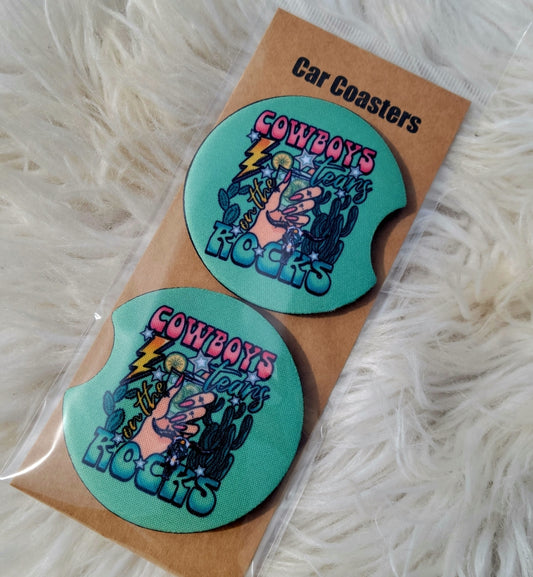 Car Coasters
COWBOYS
tears
on the
ROCKS
COWBOYS
tears
on the
ROCKS